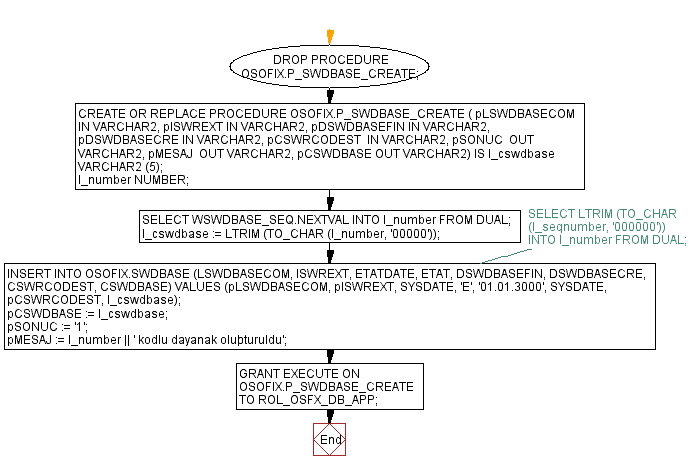 DROP PROCEDURE
OSOFIX.P_SWDBASE_CREATE;
CREATE OR REPLACE PROCEDURE OSOFIX.P_SWDBASE_CREATE ( pLSWDBASECOM
IN VARCHAR2, pISWREXT IN VARCHAR2, pDSWDBASEFIN IN VARCHAR2,
pDSWDBASECRE IN VARCHAR2, pCSWRCODEST  IN VARCHAR2, pSONUC  OUT
VARCHAR2, pMESAJ  OUT VARCHAR2, pCSWDBASE OUT VARCHAR2) IS l_cswdbase
VARCHAR2 (5);
l_number NUMBER;
SELECT WSWDBASE_SEQ.NEXTVAL INTO l_number FROM DUAL;
l_cswdbase := LTRIM (TO_CHAR (l_number, '00000'));
SELECT LTRIM (TO_CHAR
(l_seqnumber, '000000'))
INTO l_number FROM DUAL;
INSERT INTO OSOFIX.SWDBASE (LSWDBASECOM, ISWREXT, ETATDATE, ETAT, DSWDBASEFIN, DSWDBASECRE,
CSWRCODEST, CSWDBASE) VALUES (pLSWDBASECOM, pISWREXT, SYSDATE, 'E', '01.01.3000', SYSDATE,
pCSWRCODEST, l_cswdbase);
pCSWDBASE := l_cswdbase;
pSONUC := '1';
pMESAJ := l_number || ' kodlu dayanak oluþturuldu';
GRANT EXECUTE ON
OSOFIX.P_SWDBASE_CREATE
TO ROL_OSFX_DB_APP;
End